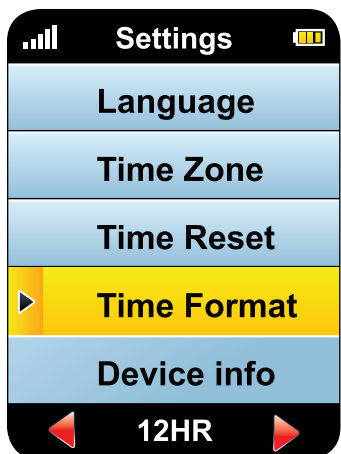 Settings
Language
Time Zone
Time Reset
Time Format
Device info
12HR